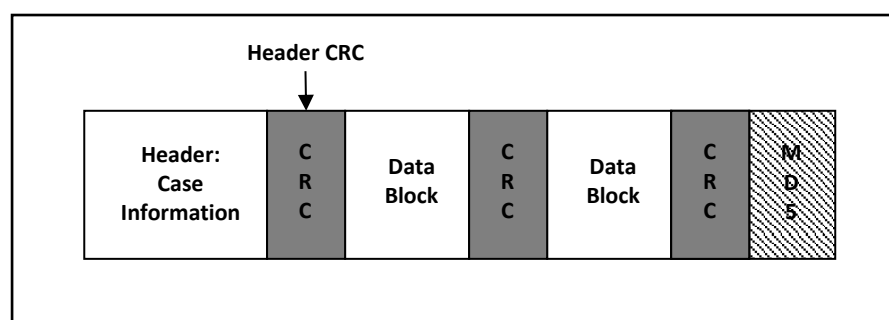 Header CRC
Header:
Case
Information
C
R
C
Data
Block
C
R
C
Data
Block
C
R
C
M
D
5